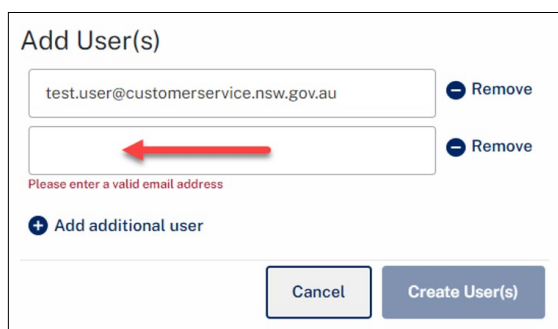 Add User(s)
test.user@customerservice.nsw.gov.au
Remove
Remove
Please enter a valid email address
Add additional user
Cancel
Create User(s)